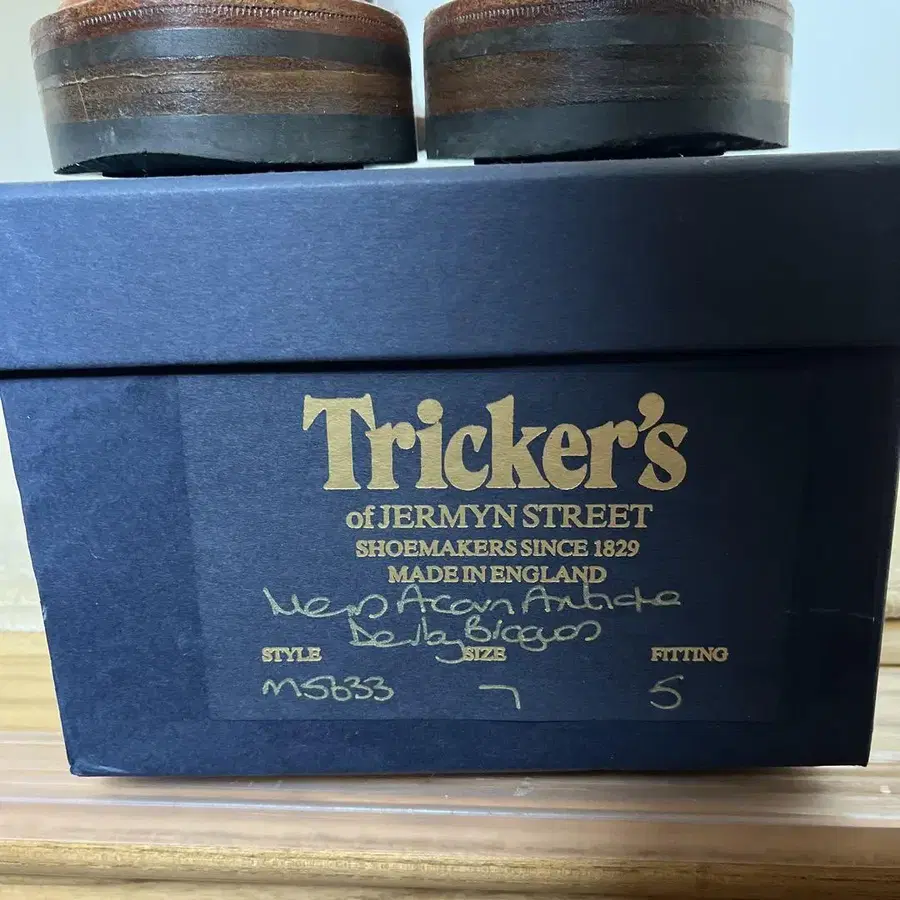 Tricker's
of JERMYN STREET
SHOEMAKERS SINCE 1829
MADE IN ENGLAND
Mens Acorn Antique
Derby Brogues
STYLE SIZE FITTING
M5633 7 5